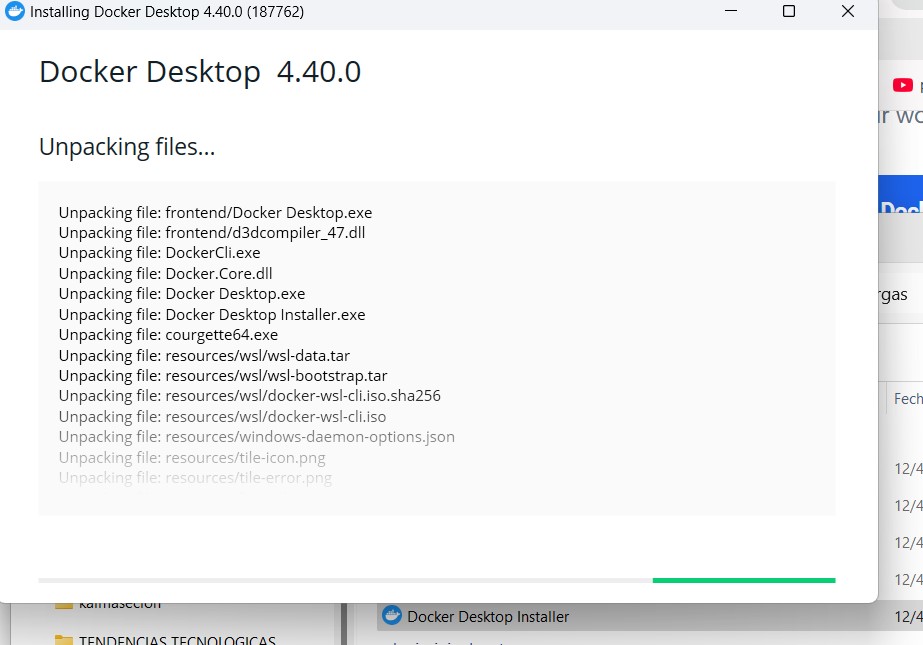 Installing Docker Desktop 4.40.0 (187762)
Docker Desktop 4.40.0
Unpacking files...
Unpacking file: frontend/Docker Desktop.exe
Unpacking file: frontend/d3dcompiler_47.dll
Unpacking file: DockerCli.exe
Unpacking file: Docker.Core.dll
Unpacking file: Docker Desktop.exe
Unpacking file: Docker Desktop Installer.exe
Unpacking file: courgette64.exe
Unpacking file: resources/wsl/wsl-data.tar
Unpacking file: resources/wsl/wsl-bootstrap.tar
Unpacking file: resources/wsl/docker-wsl-cli.iso.sha256
Unpacking file: resources/wsl/docker-wsl-cli.iso
Unpacking file: resources/windows-daemon-options.json
Unpacking file: resources/tile-icon.png
Unpacking file: resources/tile-error.png
rgas
Fech
12/4
12/4
12/4
12/4
Docker Desktop Installer
12/4
TENDENCIAS TECNOLOGICAS